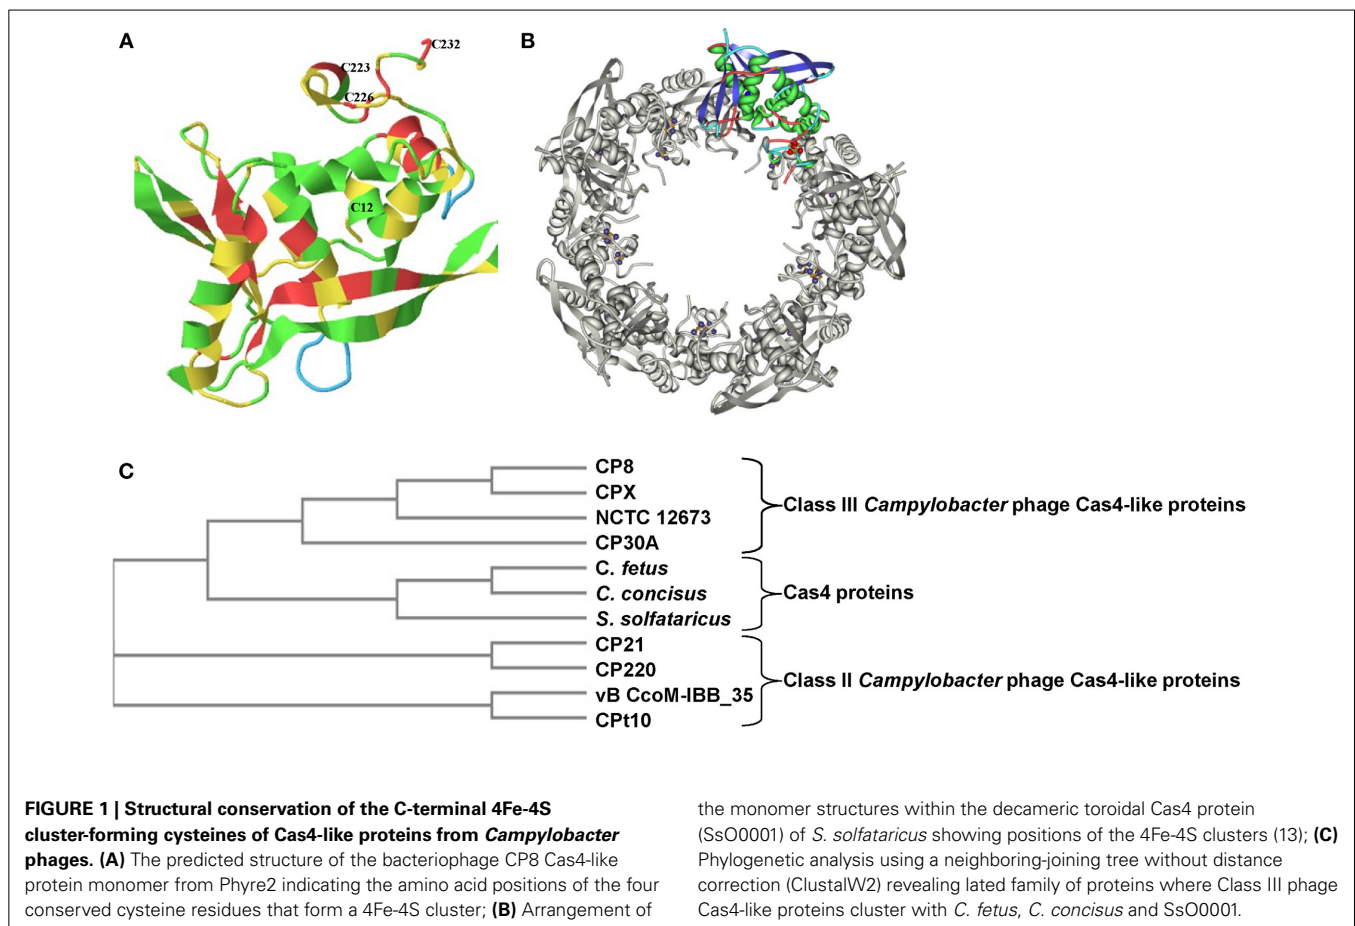 A
C232
C223
C226
C12
B
C
CP8
CPX
NCTC 12673
CP30A
Class III Campylobacter phage Cas4-like proteins
C. fetus
C. concisus
S. solfataricus
Cas4 proteins
CP21
CP220
vB CcoM-IBB_35
CPt10
Class II Campylobacter phage Cas4-like proteins
FIGURE 1 | Structural conservation of the C-terminal 4Fe-4S
cluster-forming cysteines of Cas4-like proteins from Campylobacter
phages. (A) The predicted structure of the bacteriophage CP8 Cas4-like
protein monomer from Phyre2 indicating the amino acid positions of the four
conserved cysteine residues that form a 4Fe-4S cluster; (B) Arrangement of
the monomer structures within the decameric toroidal Cas4 protein
(SsO0001) of S. solfataricus showing positions of the 4Fe-4S clusters (13); (C)
Phylogenetic analysis using a neighboring-joining tree without distance
correction (ClustalW2) revealing lated family of proteins where Class III phage
Cas4-like proteins cluster with C. fetus, C. concisus and SsO0001.